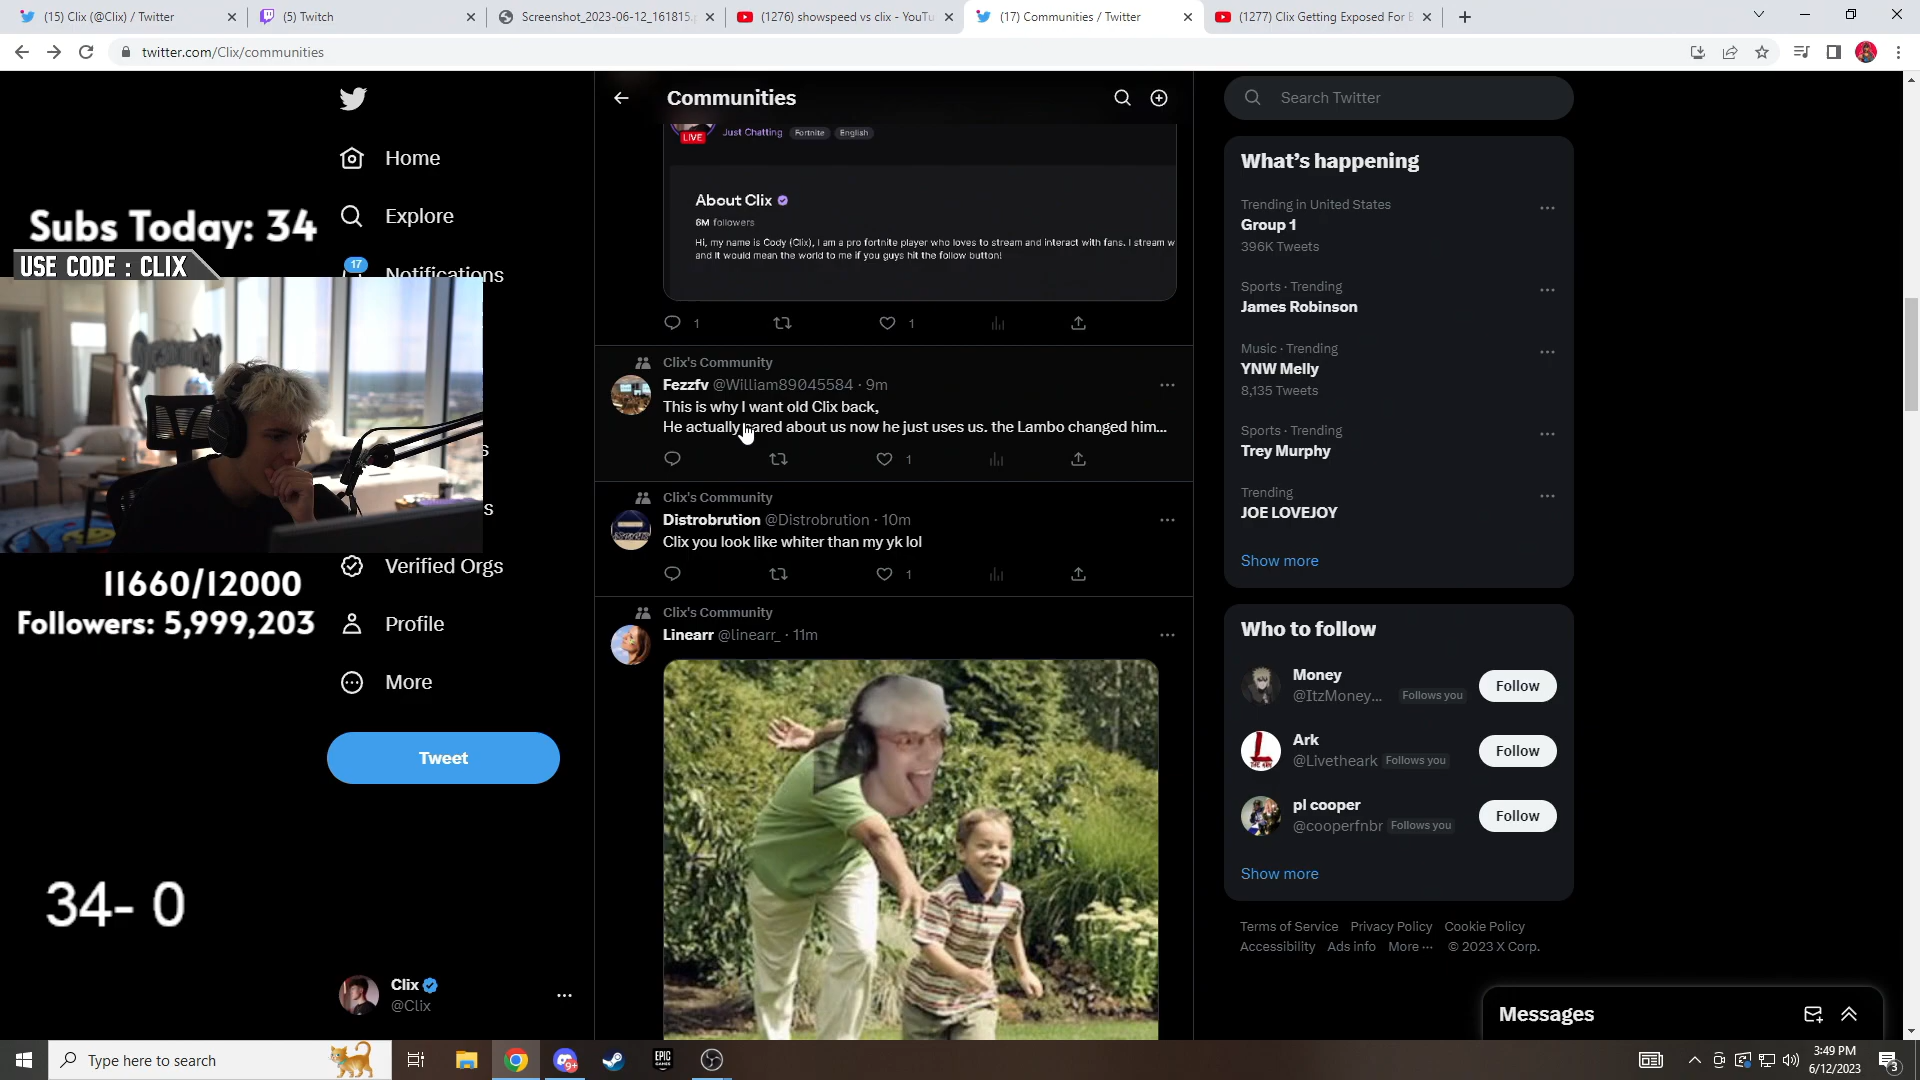 (15) Clix (@Clix) / Twitter
(5) Twitch
Screenshot_2023-06-12_161815.
(1276) showspeed vs clix - YouTu
(17) Communities / Twitter
(1277) Clix Getting Exposed For
twitter.com/Clix/communities
Subs Today: 34
USE CODE : CLIX
11660/12000
Followers: 5,999,203
34- 0
Home
Explore
17
Notifications
Verified Orgs
Profile
More
Tweet
Clix
@Clix
Communities
LIVE
Just Chatting
Fortnite
English
About Clix
6M followers
Hi, my name is Cody (Clix), I am a pro fortnite player who loves to stream and interact with fans. I stream w
and it would mean the world to me if you guys hit the follow button!
1
1
Clix's Community
Fezzfv @William89045584 · 9m
This is why I want old Clix back,
He actually cared about us now he just uses us. the Lambo changed him...
1
Clix's Community
Distrobrution @Distrobrution · 10m
Clix you look like whiter than my yk lol
1
Clix's Community
Linearr @linearr_ · 11m
Search Twitter
What's happening
Trending in United States
Group 1
396K Tweets
Sports · Trending
James Robinson
Music · Trending
YNW Melly
8,135 Tweets
Sports · Trending
Trey Murphy
Trending
JOE LOVEJOY
Show more
Who to follow
Money
@ItzMoney... Follows you
Follow
Ark
@Livetheark Follows you
Follow
pl cooper
@cooperfnbr Follows you
Follow
Show more
Terms of Service Privacy Policy Cookie Policy
Accessibility Ads info More ··· © 2023 X Corp.
Messages
Type here to search
EPIC
GAMES
3:49 PM
6/12/2023
3